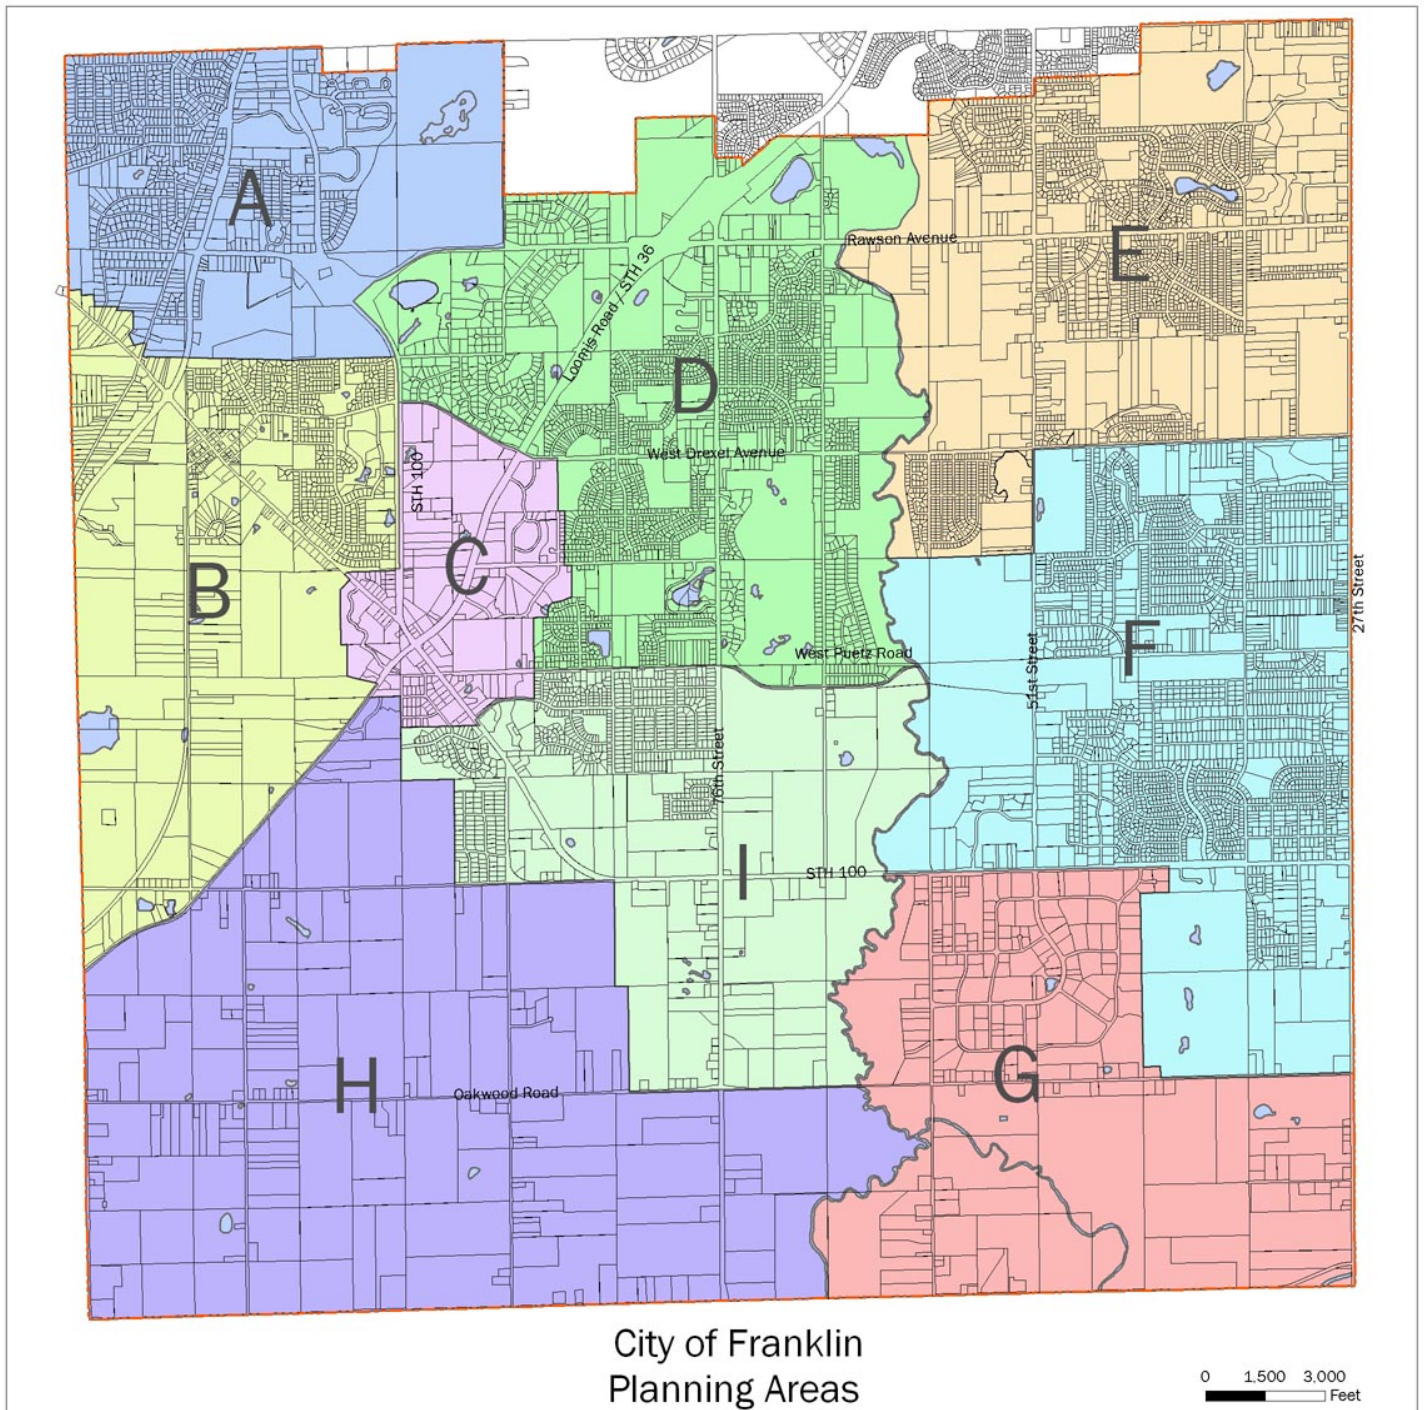 A
Rawson Avenue
E
Loomis Road / STH 36
D
West Drexel Avenue
STH 100
C
B
27th Street
F
West Puetz Road
51st Street
76th Street
I
STH 100
H
G
Oakwood Road
City of Franklin
Planning Areas
0 1,500 3,000
Feet